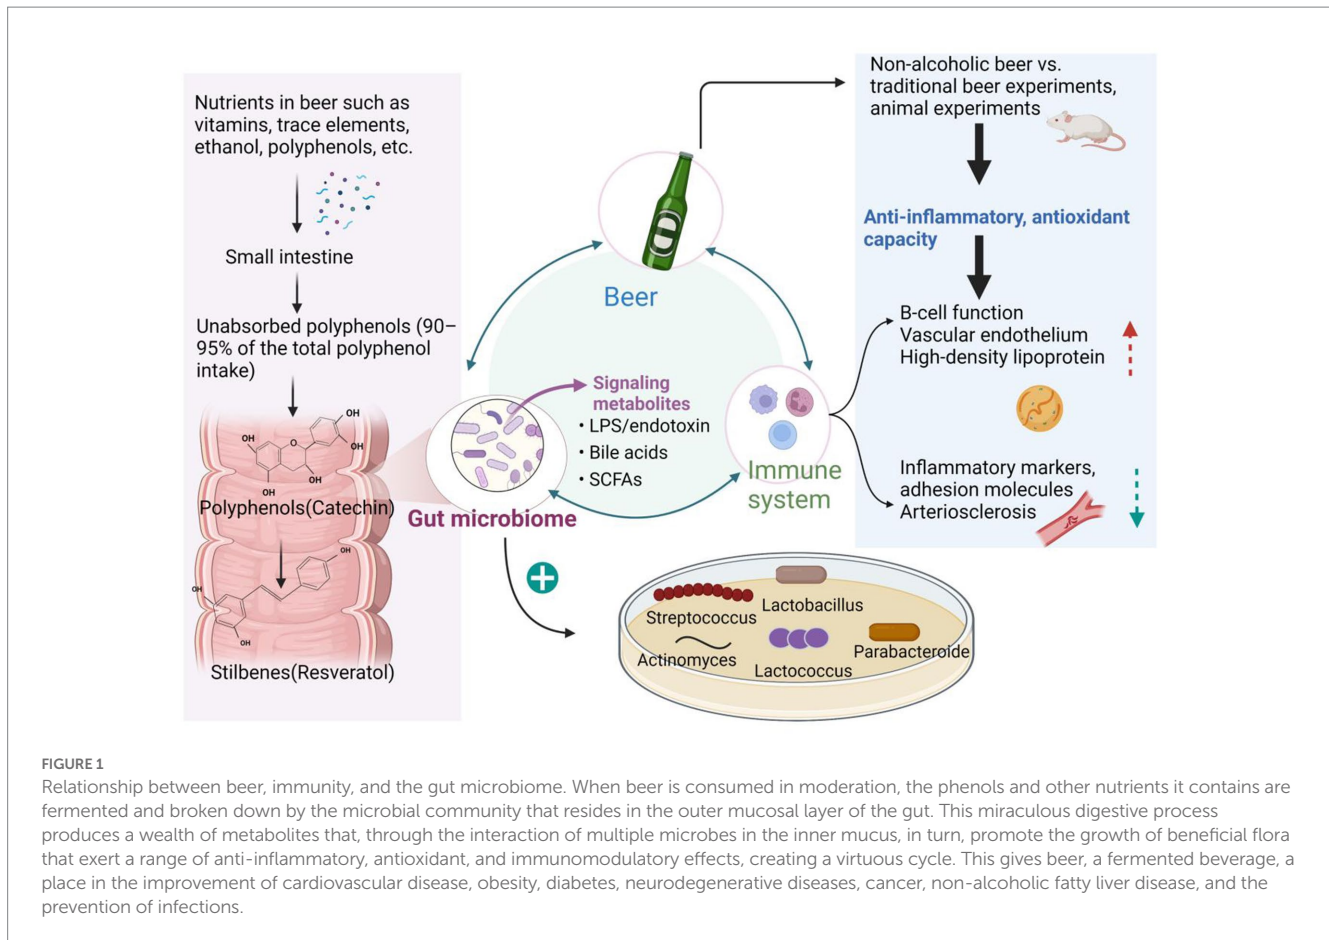 Nutrients in beer such as
vitamins, trace elements,
ethanol, polyphenols, etc.
Small intestine
Unabsorbed polyphenols (90–
95% of the total polyphenol
intake)
OH
O
OH
OH
OH
OH
Polyphenols(Catechin)
OH
OH
OH
Stilbenes(Resveratol)
Beer
Signaling
metabolites
• LPS/endotoxin
• Bile acids
• SCFAs
Gut microbiome
Immune
system
Non-alcoholic beer vs.
traditional beer experiments,
animal experiments
Anti-inflammatory, antioxidant
capacity
B-cell function
Vascular endothelium
High-density lipoprotein
Inflammatory markers,
adhesion molecules
Arteriosclerosis
Streptococcus
Lactobacillus
Actinomyces
Lactococcus
Parabacteroide
FIGURE 1
Relationship between beer, immunity, and the gut microbiome. When beer is consumed in moderation, the phenols and other nutrients it contains are
fermented and broken down by the microbial community that resides in the outer mucosal layer of the gut. This miraculous digestive process
produces a wealth of metabolites that, through the interaction of multiple microbes in the inner mucus, in turn, promote the growth of beneficial flora
that exert a range of anti-inflammatory, antioxidant, and immunomodulatory effects, creating a virtuous cycle. This gives beer, a fermented beverage, a
place in the improvement of cardiovascular disease, obesity, diabetes, neurodegenerative diseases, cancer, non-alcoholic fatty liver disease, and the
prevention of infections.